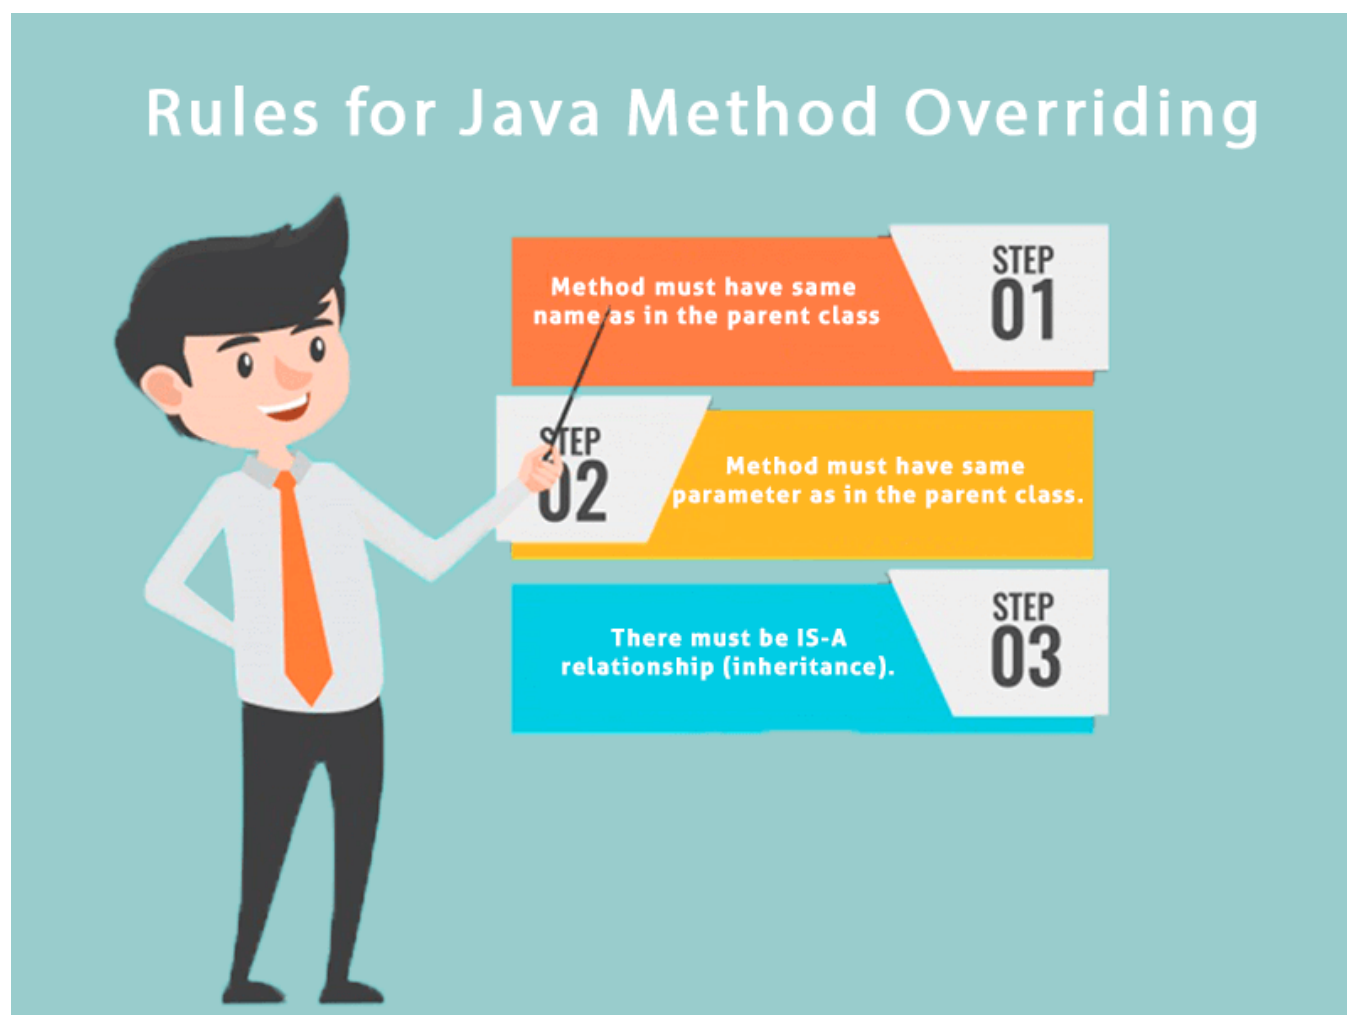 Rules for Java Method Overriding
Method must have same
name as in the parent class
STEP
01
STEP
02
Method must have same
parameter as in the parent class.
There must be IS-A
relationship (inheritance).
STEP
03